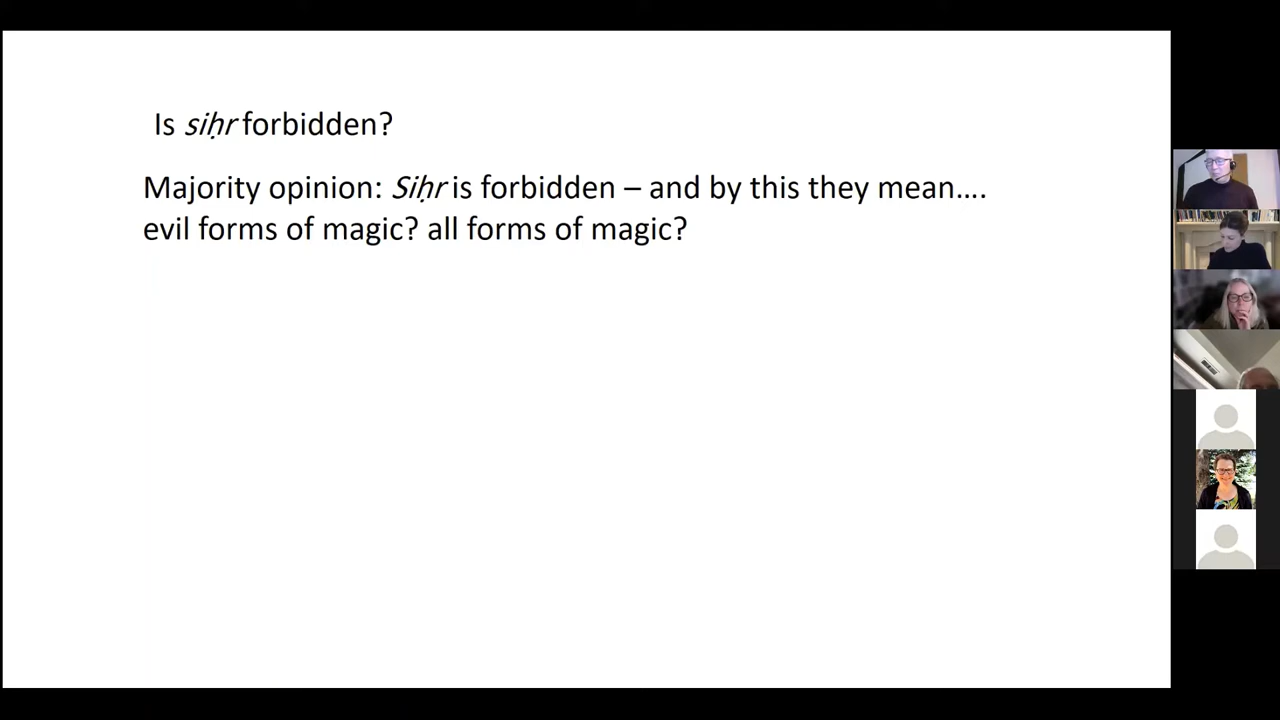 Is siḥr forbidden?
Majority opinion: Siḥr is forbidden – and by this they mean….
evil forms of magic? all forms of magic?